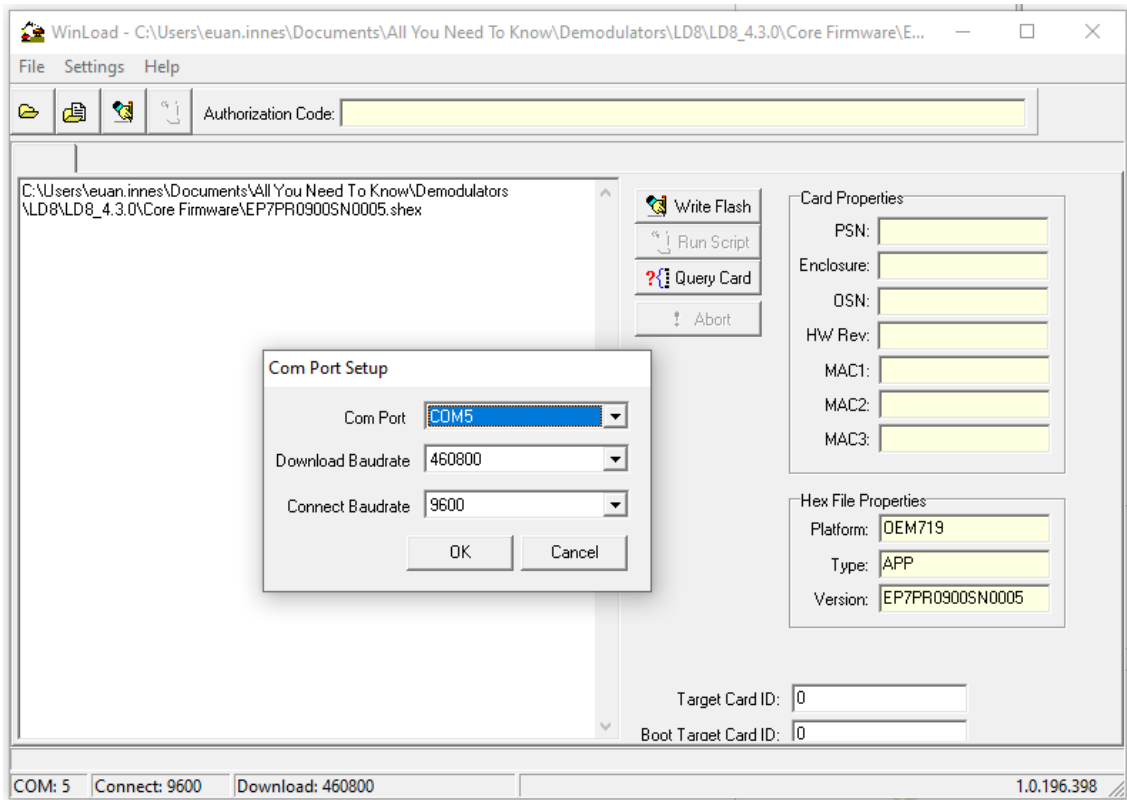 WinLoad - C:\Users\euan.innes\Documents\All You Need To Know\Demodulators\LD8\LD8_4.3.0\Core Firmware\E...
File Settings Help
Authorization Code:
C:\Users\euan.innes\Documents\All You Need To Know\Demodulators
\LD8\LD8_4.3.0\Core Firmware\EP7PR0900SN0005.shex
Write Flash
Run Script
Query Card
Abort
Card Properties
PSN:
Enclosure:
OSN:
HW Rev:
MAC1:
MAC2:
MAC3:
Com Port Setup
Com Port COM5
Download Baudrate 460800
Connect Baudrate 9600
OK Cancel
Hex File Properties
Platform: OEM719
Type: APP
Version: EP7PR0900SN0005
Target Card ID: 0
Boot Target Card ID: 0
COM: 5 Connect: 9600 Download: 460800 1.0.196.398